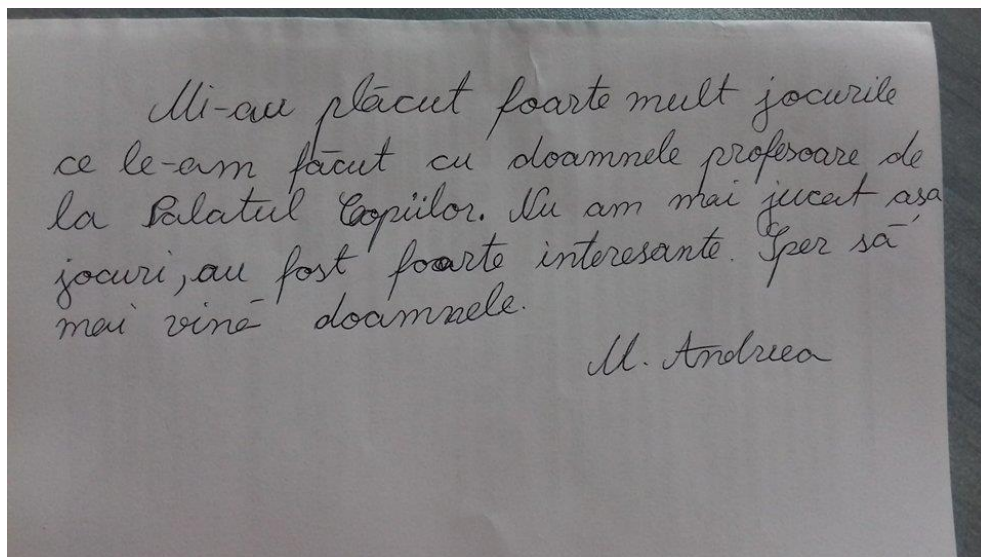 Mi-au plăcut foarte mult jocurile
ce le-am făcut cu doamnele profesoare de
la Palatul Copiilor. Nu am mai jucat așa
jocuri, au fost foarte interesante. Sper să
mai vină doamnele.
M. Andreea